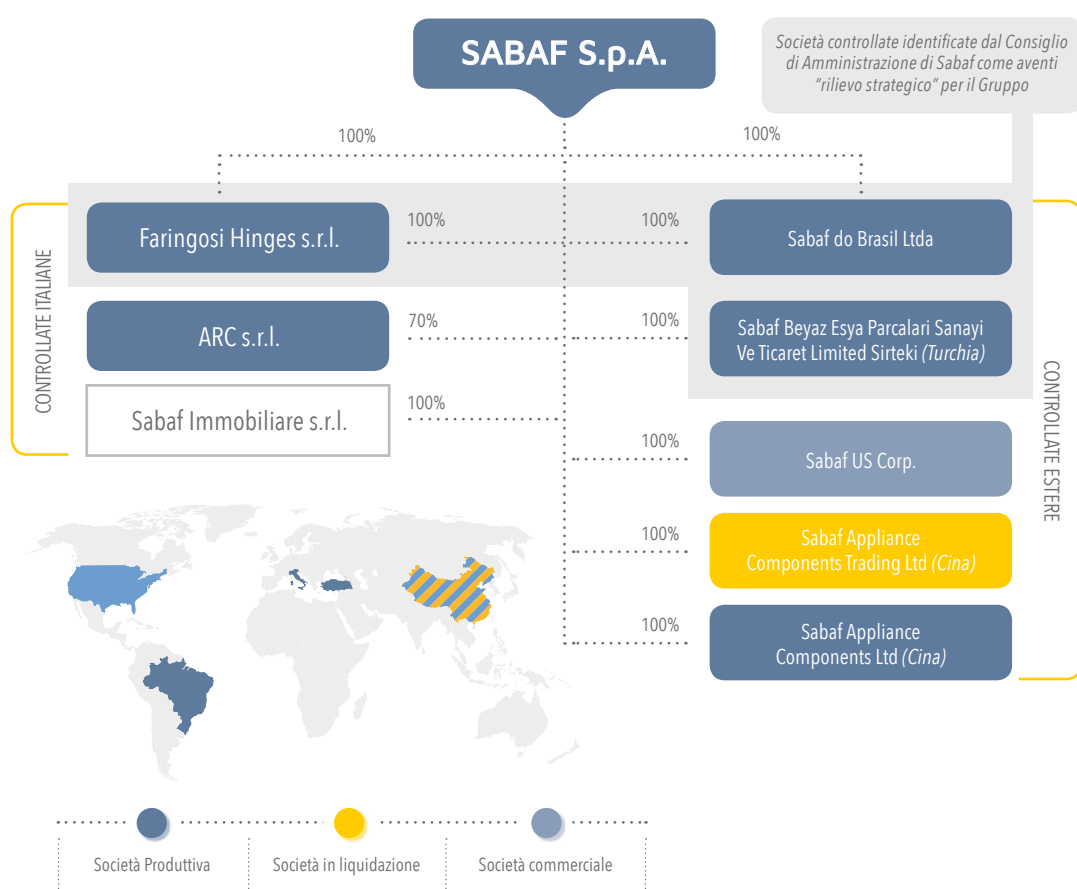 SABAF S.p.A.
Società controllate identificate dal Consiglio
di Amministrazione di Sabaf come aventi
"rilievo strategico" per il Gruppo
100%
100%
CONTROLLATE ITALIANE
Faringosi Hinges s.r.l.
100%
100%
Sabaf do Brasil Ltda
ARC s.r.l.
70%
100%
Sabaf Beyaz Esya Parcalari Sanayi
Ve Ticaret Limited Sirteki (Turchia)
Sabaf Immobiliare s.r.l.
100%
CONTROLLATE ESTERE
100%
Sabaf US Corp.
100%
Sabaf Appliance
Components Trading Ltd (Cina)
100%
Sabaf Appliance
Components Ltd (Cina)
Società Produttiva
Società in liquidazione
Società commerciale